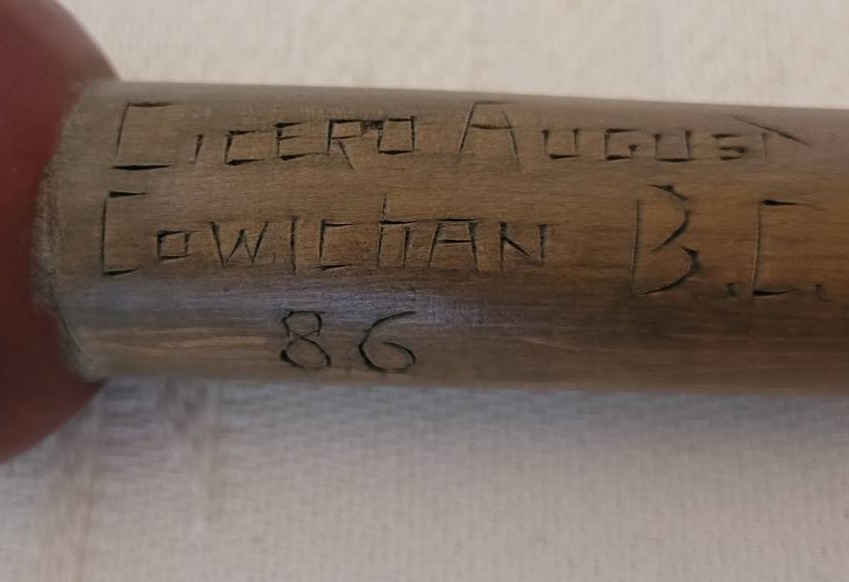 CICERO AUGUST
COWIChAN B.C.
86